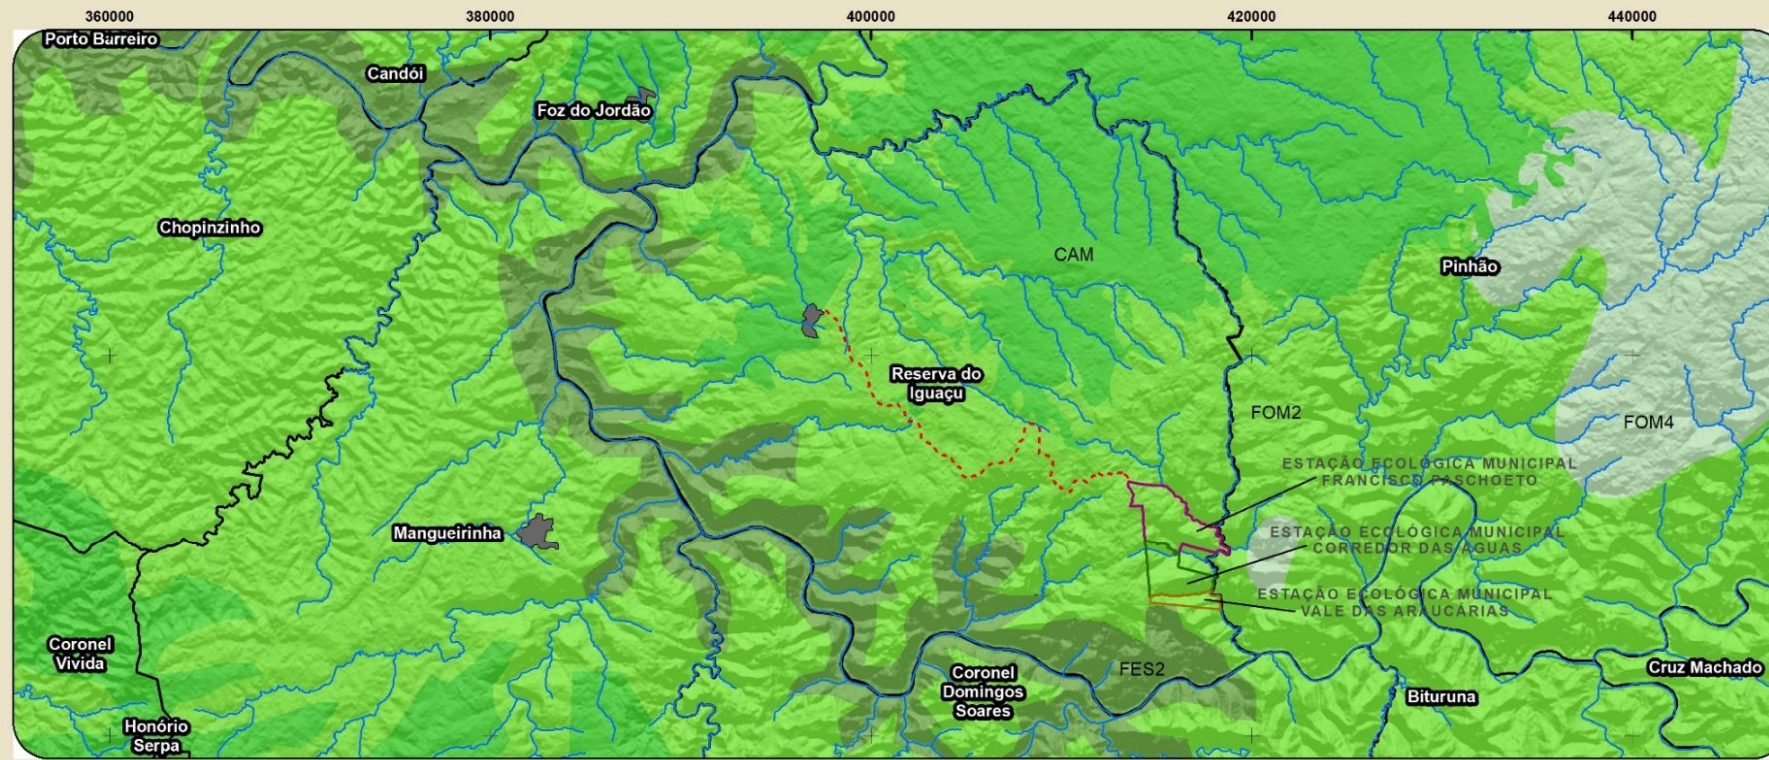 360000
380000
400000
420000
440000
Porto Barreiro
Candói
Foz do Jordão
Chopinzinho
CAM
Pinhão
Reserva do
Iguaçu
FOM2
FOM4
ESTAÇÃO ECOLÓGICA MUNICIPAL
FRANCISCO PASCHOETO
Mangueirinha
ESTAÇÃO ECOLÓGICA MUNICIPAL
CORREDOR DAS ÁGUAS
ESTAÇÃO ECOLÓGICA MUNICIPAL
VALE DAS ARAUCÁRIAS
Coronel
Vivida
FES2
Coronel
Domingos
Soares
Cruz Machado
Bituruna
Honório
Serpa